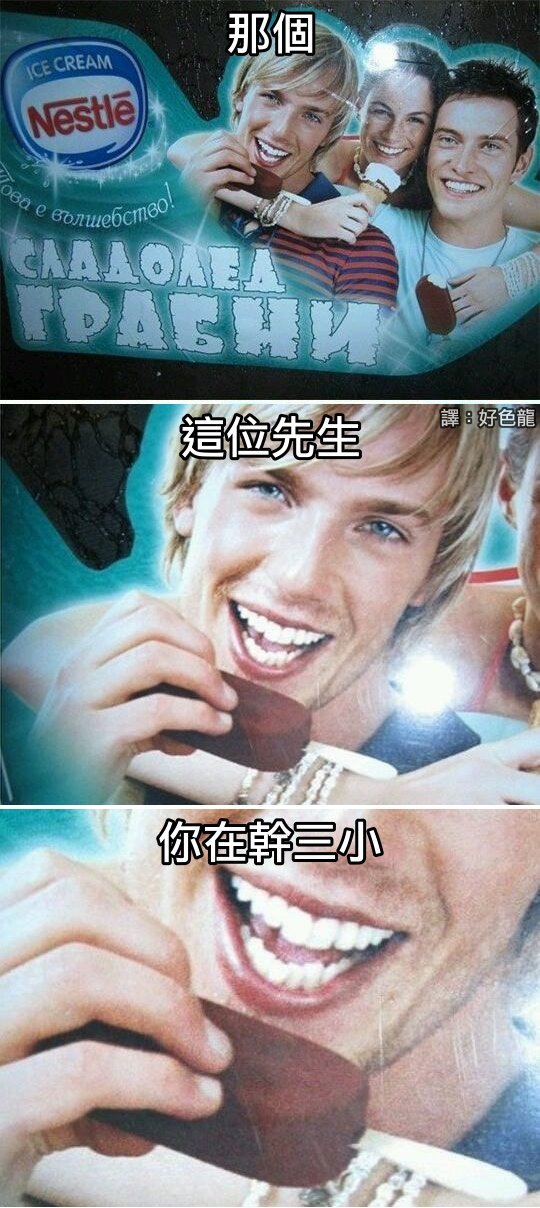 那個
ICE CREAM
Nestlē
Това е вълшебство!
СЛАДОЛЕД
ГРАБНИ
譯：好色龍
這位先生
你在幹三小